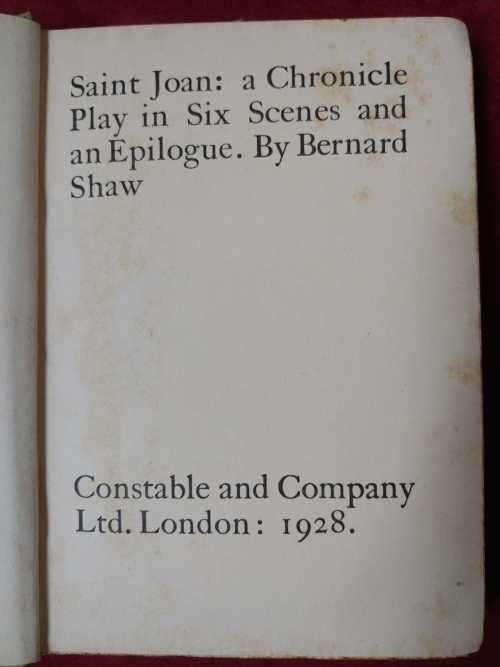 Saint Joan: a Chronicle
Play in Six Scenes and
an Epilogue. By Bernard
Shaw
Constable and Company
Ltd. London: 1928.